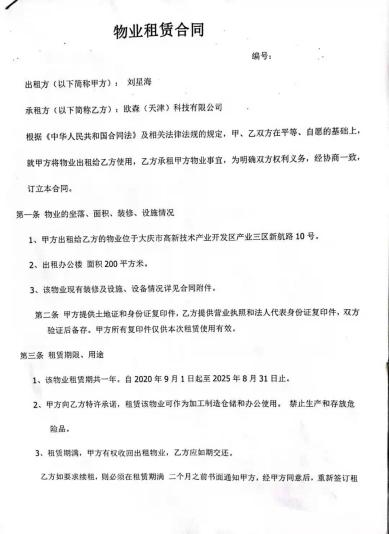 物业租赁合同
编号：
出租方（以下简称甲方）：刘星海
承租方（以下简称乙方）：欧森（天津）科技有限公司
根据《中华人民共和国合同法》及相关法律法规的规定，甲、乙双方在平等、自愿的基础上，
就甲方将物业出租给乙方使用，乙方承租甲方物业事宜，为明确双方权利义务，经协商一致，
订立本合同。
第一条 物业的坐落、面积、装修、设施情况
1、甲方出租给乙方的物业位于大庆市高新技术产业开发区产业三区新航路 10 号。
2、出租办公楼 面积 200 平方米。
3、该物业现有装修及设施、设备情况详见合同附件。
第二条 甲方提供土地证和身份证复印件，乙方提供营业执照和法人代表身份证复印件，双方
验证后备存。甲方所有复印件仅供本次租赁使用有效。
第三条 租赁期限、用途
1、该物业租赁期共一年。自 2020 年 9 月 1 日起至 2025 年 8 月 31 日止。
2、甲方向乙方特许承诺，租赁该物业可作为加工制造仓储和办公使用。 禁止生产和存放危
险品。
3、租赁期满，甲方有权收回出租物业，乙方应如期交还。
乙方如要求续租，则必须在租赁期满 二个月之前书面通知甲方，经甲方同意后，重新签订租